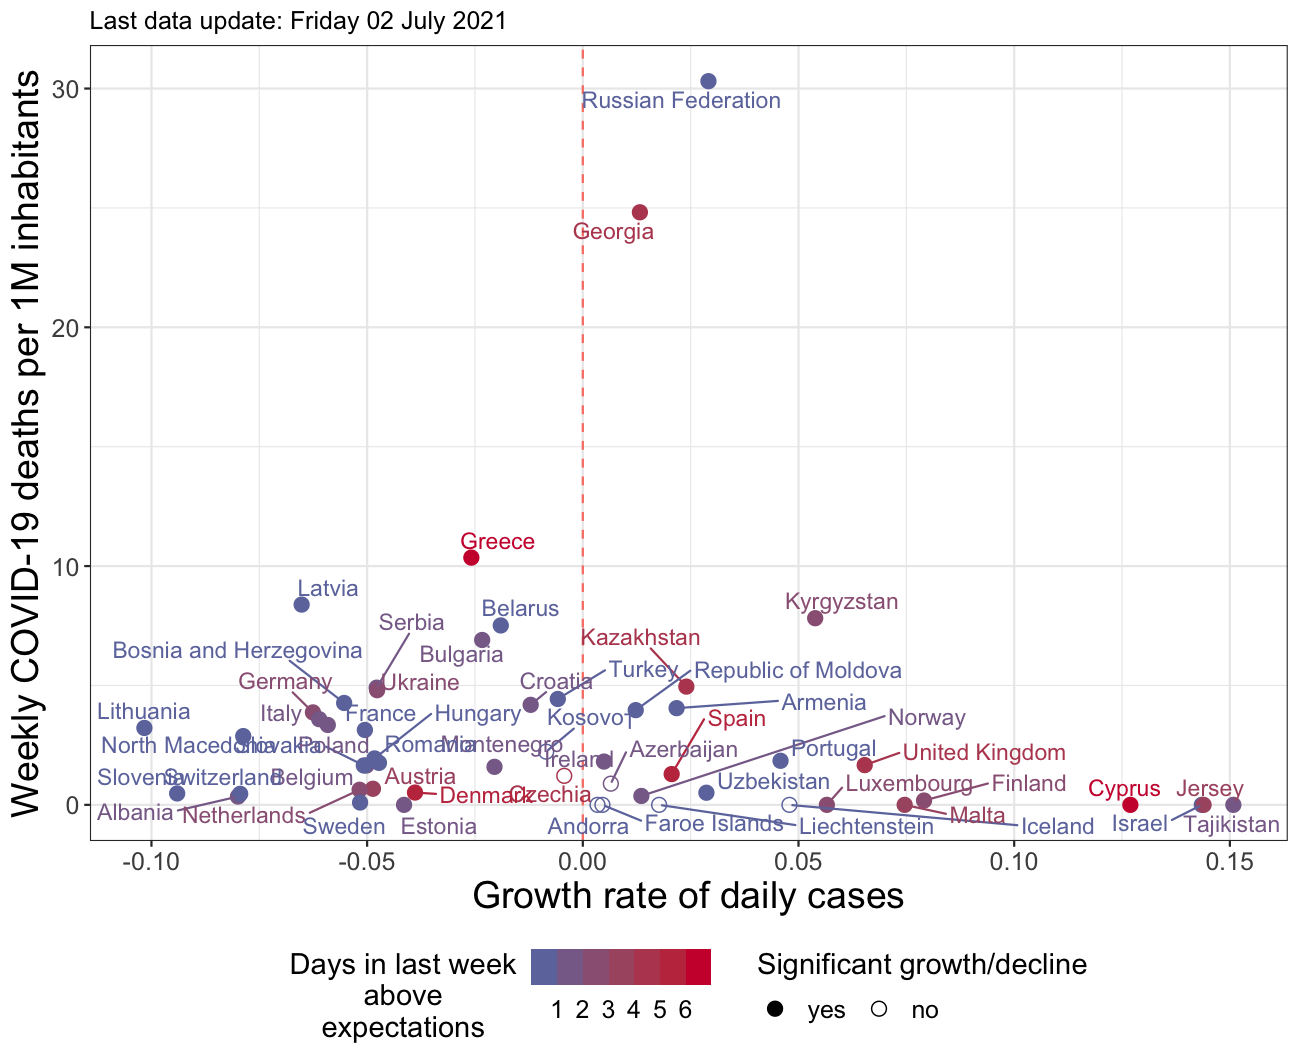 Last data update: Friday 02 July 2021
Weekly COVID-19 deaths per 1M inhabitants
30
20
10
0
Russian Federation
Georgia
Greece
Latvia
Belarus
Kyrgyzstan
Serbia
Kazakhstan
Bosnia and Herzegovina
Bulgaria
Turkey
Republic of Moldova
Germany
Ukraine
Croatia
Armenia
Lithuania
Italy
France
Hungary
Kosovo†
Spain
Norway
North Macedonia
Slovakia
Poland
Romania
Montenegro
Ireland
Azerbaijan
Portugal
United Kingdom
Slovenia
Switzerland
Belgium
Austria
Uzbekistan
Luxembourg
Finland
Cyprus
Jersey
Albania
Netherlands
Denmark
Czechia
Malta
Sweden
Estonia
Andorra
Faroe Islands
Liechtenstein
Iceland
Israel
Tajikistan
-0.10
-0.05
0.00
0.05
0.10
0.15
Growth rate of daily cases
Days in last week
above
expectations
1 2 3 4 5 6
Significant growth/decline
yes
no